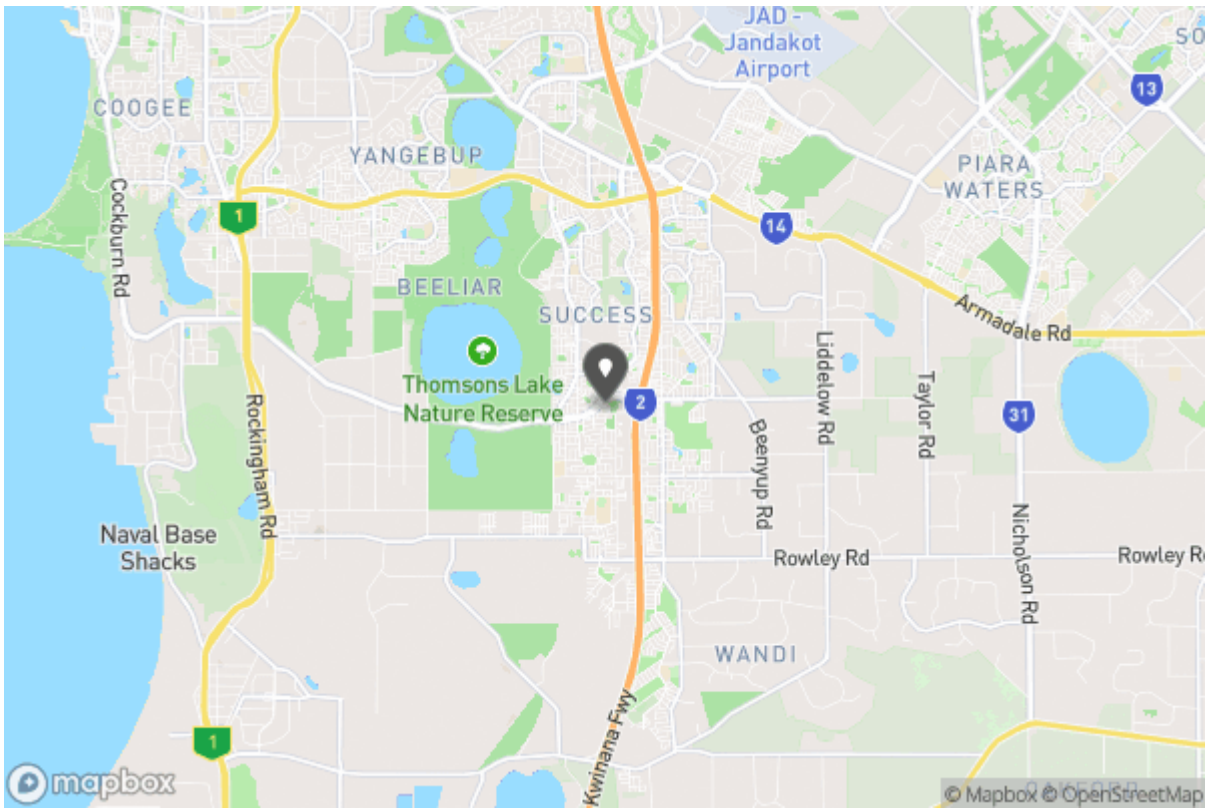 JAD -
Jandakot
Airport
SO
13
COOGEE
YANGEBUP
PIARA
WATERS
1
14
Cockburn Rd
BEELIAR
SUCCESS
Armadale Rd
Thomsons Lake
Nature Reserve
2
Liddelow Rd
Taylor Rd
31
Rockingham Rd
Beenyup Rd
Naval Base
Shacks
Nicholson Rd
Rowley Rd
Rowley Rd
WANDI
Kwinana Fwy
1
mapbox
OAKFORD
© Mapbox © OpenStreetMap